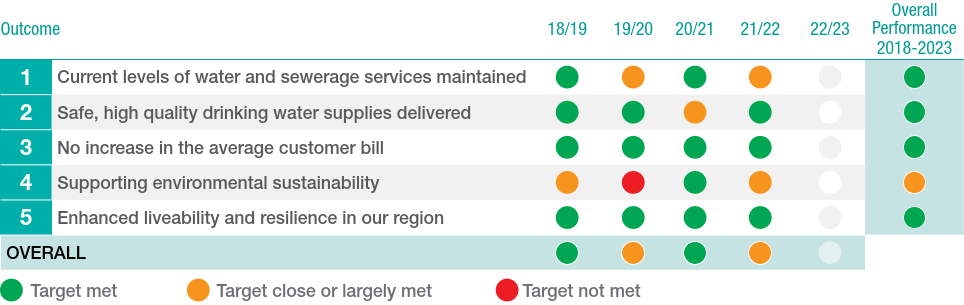 Outcome 18/19 19/20 20/21 21/22 22/23 Overall Performance 2018-2023
1 Current levels of water and sewerage services maintained
2 Safe, high quality drinking water supplies delivered
3 No increase in the average customer bill
4 Supporting environmental sustainability
5 Enhanced liveability and resilience in our region
OVERALL
Target met Target close or largely met Target not met